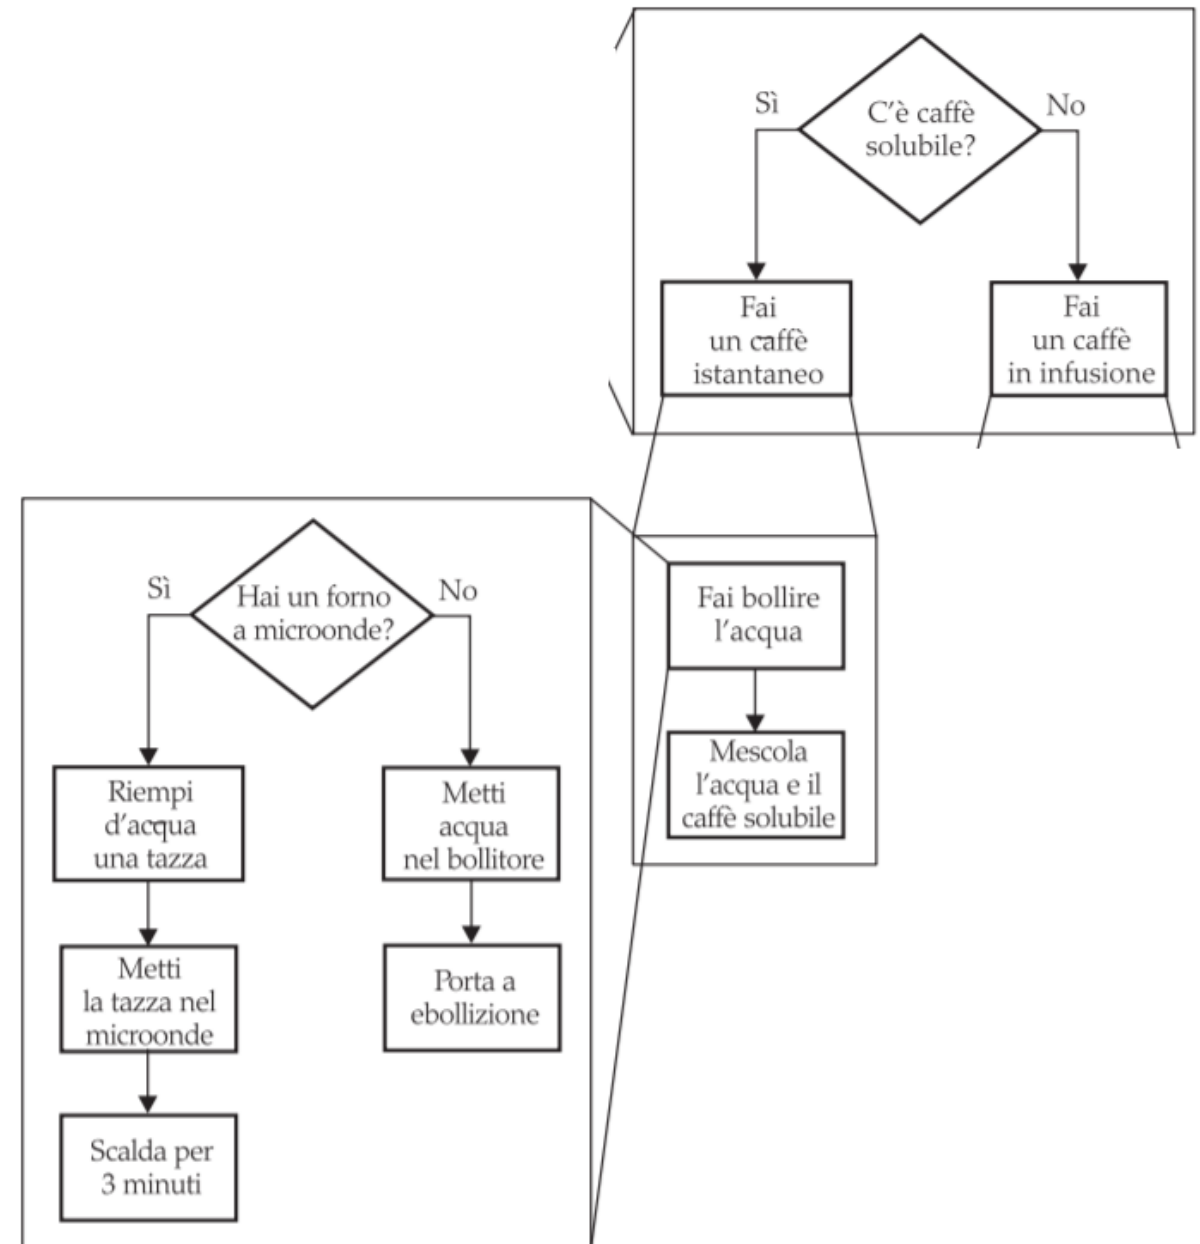 C'è caffè
solubile?
Sì
No
Fai
un caffè
istantaneo
Fai
un caffè
in infusione
Fai bollire
l'acqua
Mescola
l'acqua e il
caffè solubile
Hai un forno
a microonde?
Sì
No
Riempi
d'acqua
una tazza
Metti
la tazza nel
microonde
Scalda per
3 minuti
Metti
acqua
nel bollitore
Porta a
ebollizione